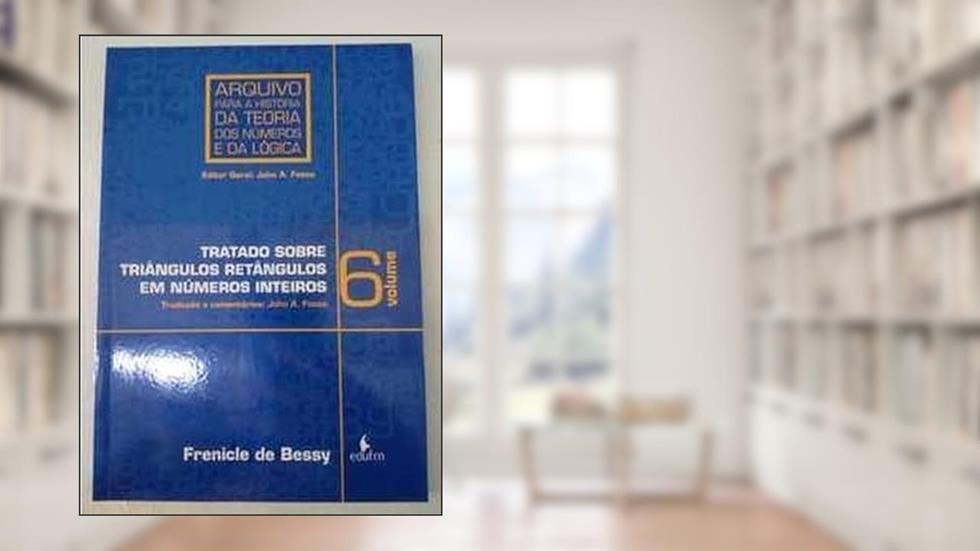 ARQUIVO
PARA A HISTÓRIA
DA TEORIA
DOS NÚMEROS
E DA LÓGICA
Editor Geral: John A. Fossa
TRATADO SOBRE
TRIÂNGULOS RETÂNGULOS
EM NÚMEROS INTEIROS
Tradução e comentários: John A. Fossa
6
volume
Frenicle de Bessy
edufrn